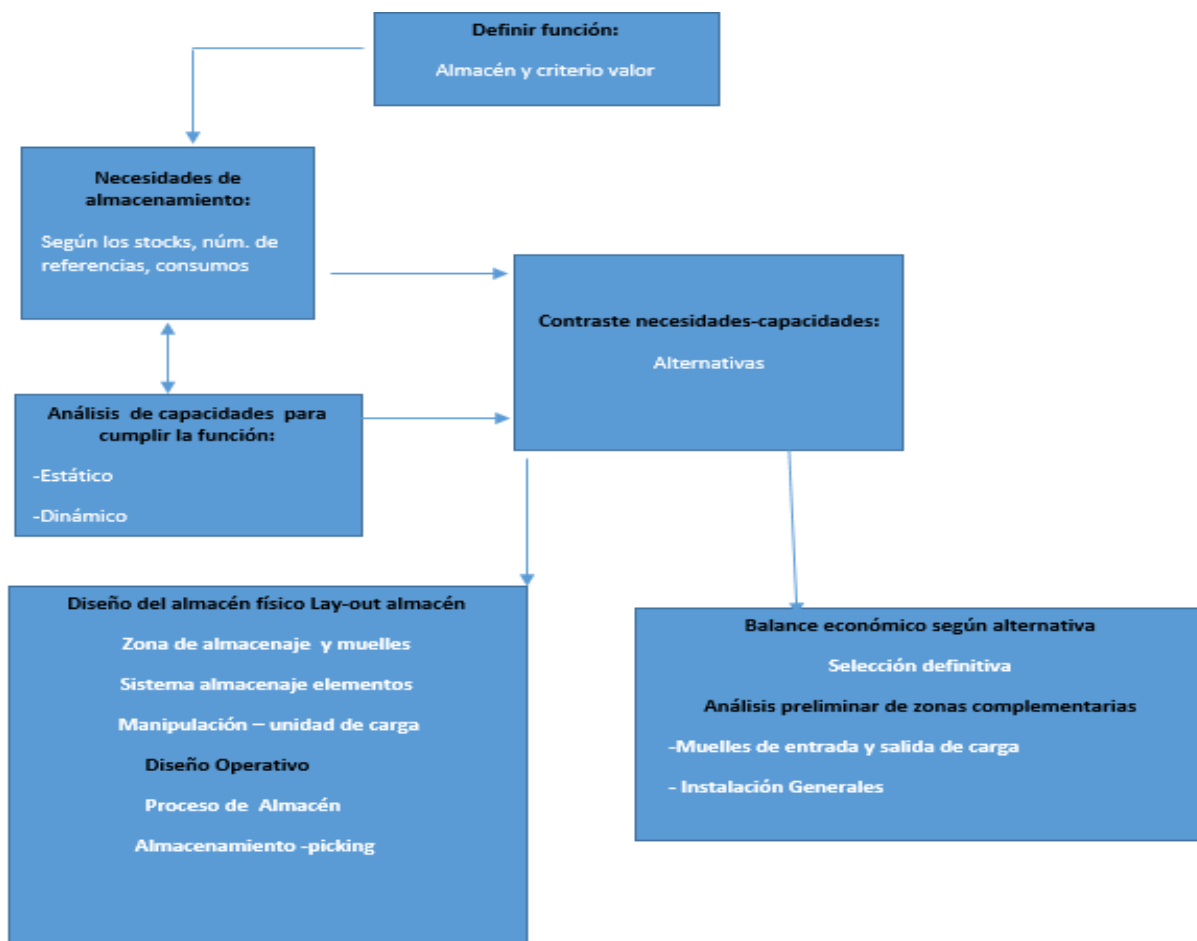 Definir función:
Almacén y criterio valor
Necesidades de
almacenamiento:
Según los stocks, núm. de
referencias, consumos
Contraste necesidades-capacidades:
Alternativas
Análisis de capacidades para
cumplir la función:
-Estático
-Dinámico
Diseño del almacén físico Lay-out almacén
Zona de almacenaje y muelles
Sistema almacenaje elementos
Manipulación – unidad de carga
Diseño Operativo
Proceso de Almacén
Almacenamiento -picking
Balance económico según alternativa
Selección definitiva
Análisis preliminar de zonas complementarias
-Muelles de entrada y salida de carga
- Instalación Generales